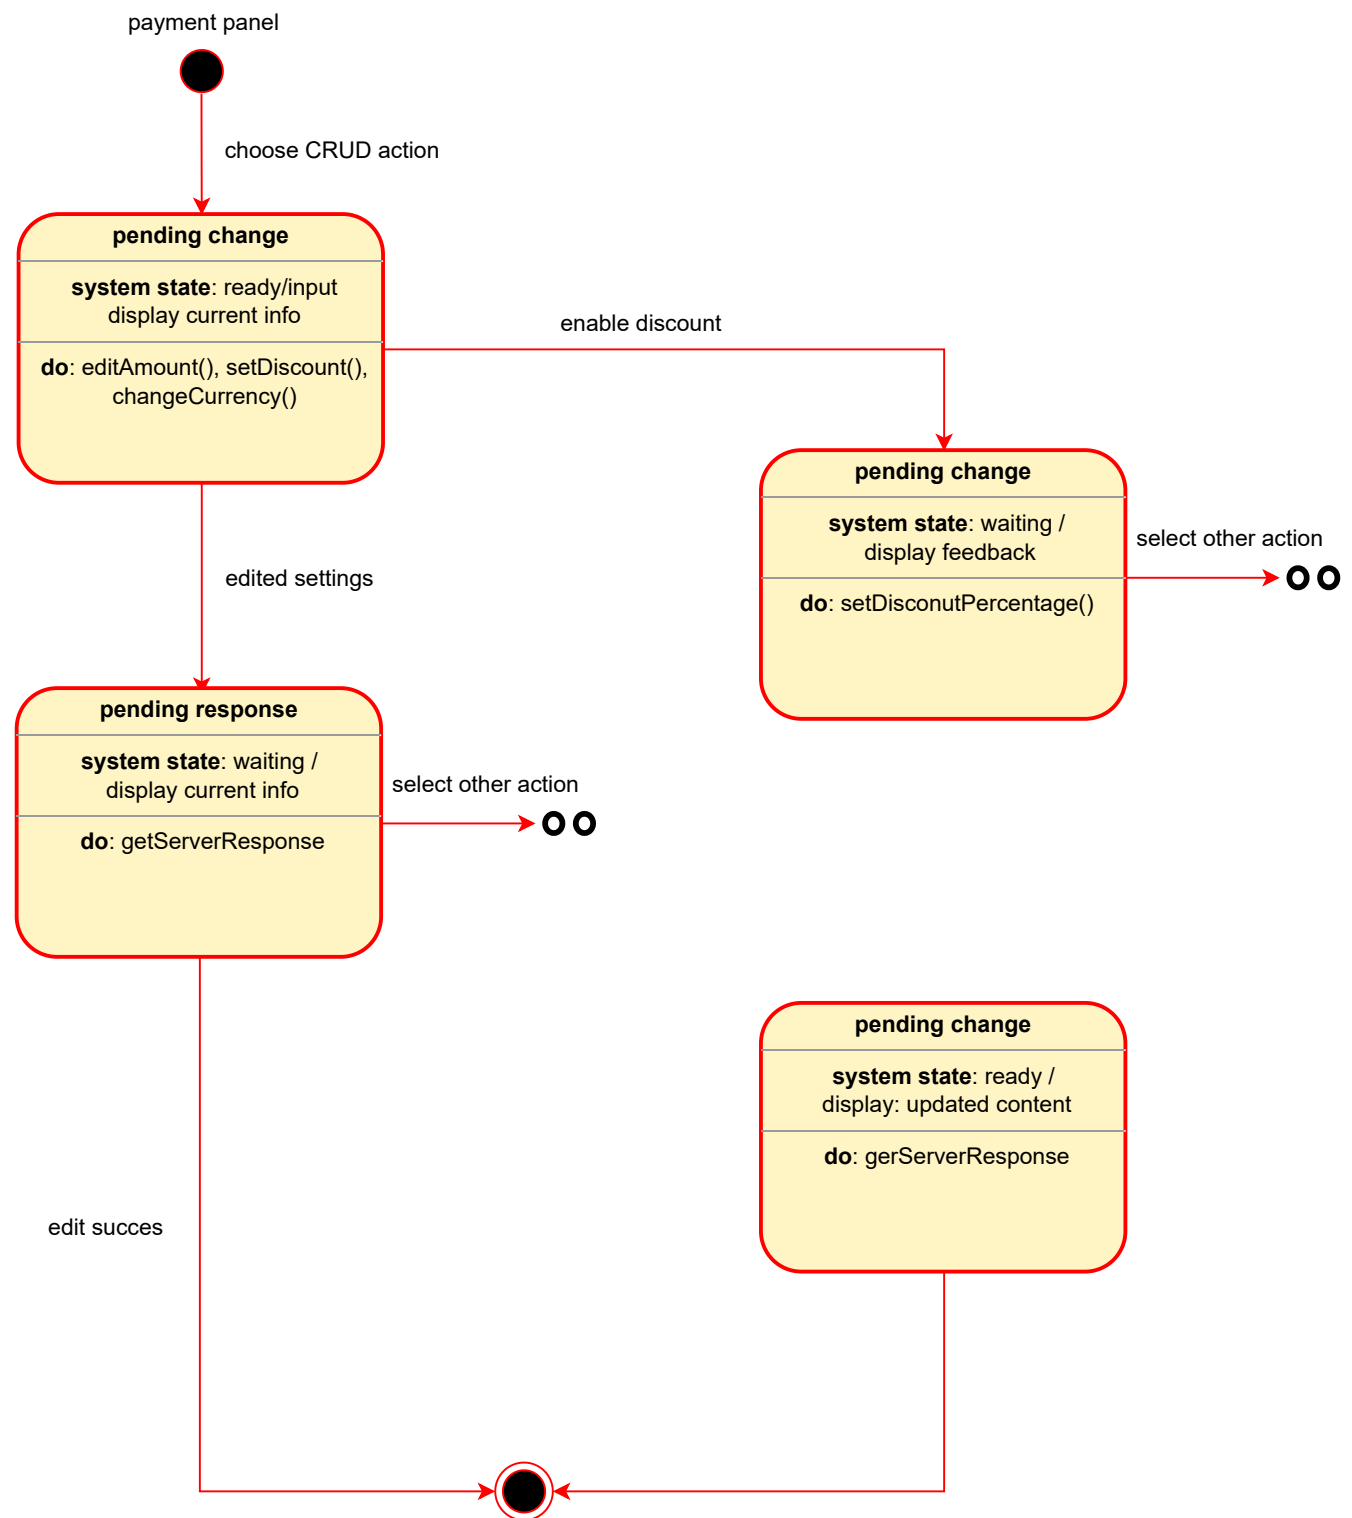 payment panel
choose CRUD action
pending change
system state: ready/input
display current info
do: editAmount(), setDiscount(),
changeCurrency()
enable discount
pending change
system state: waiting /
display feedback
do: setDisconutPercentage()
select other action
edited settings
pending response
system state: waiting /
display current info
do: getServerResponse
select other action
pending change
system state: ready /
display: updated content
do: gerServerResponse
edit succes